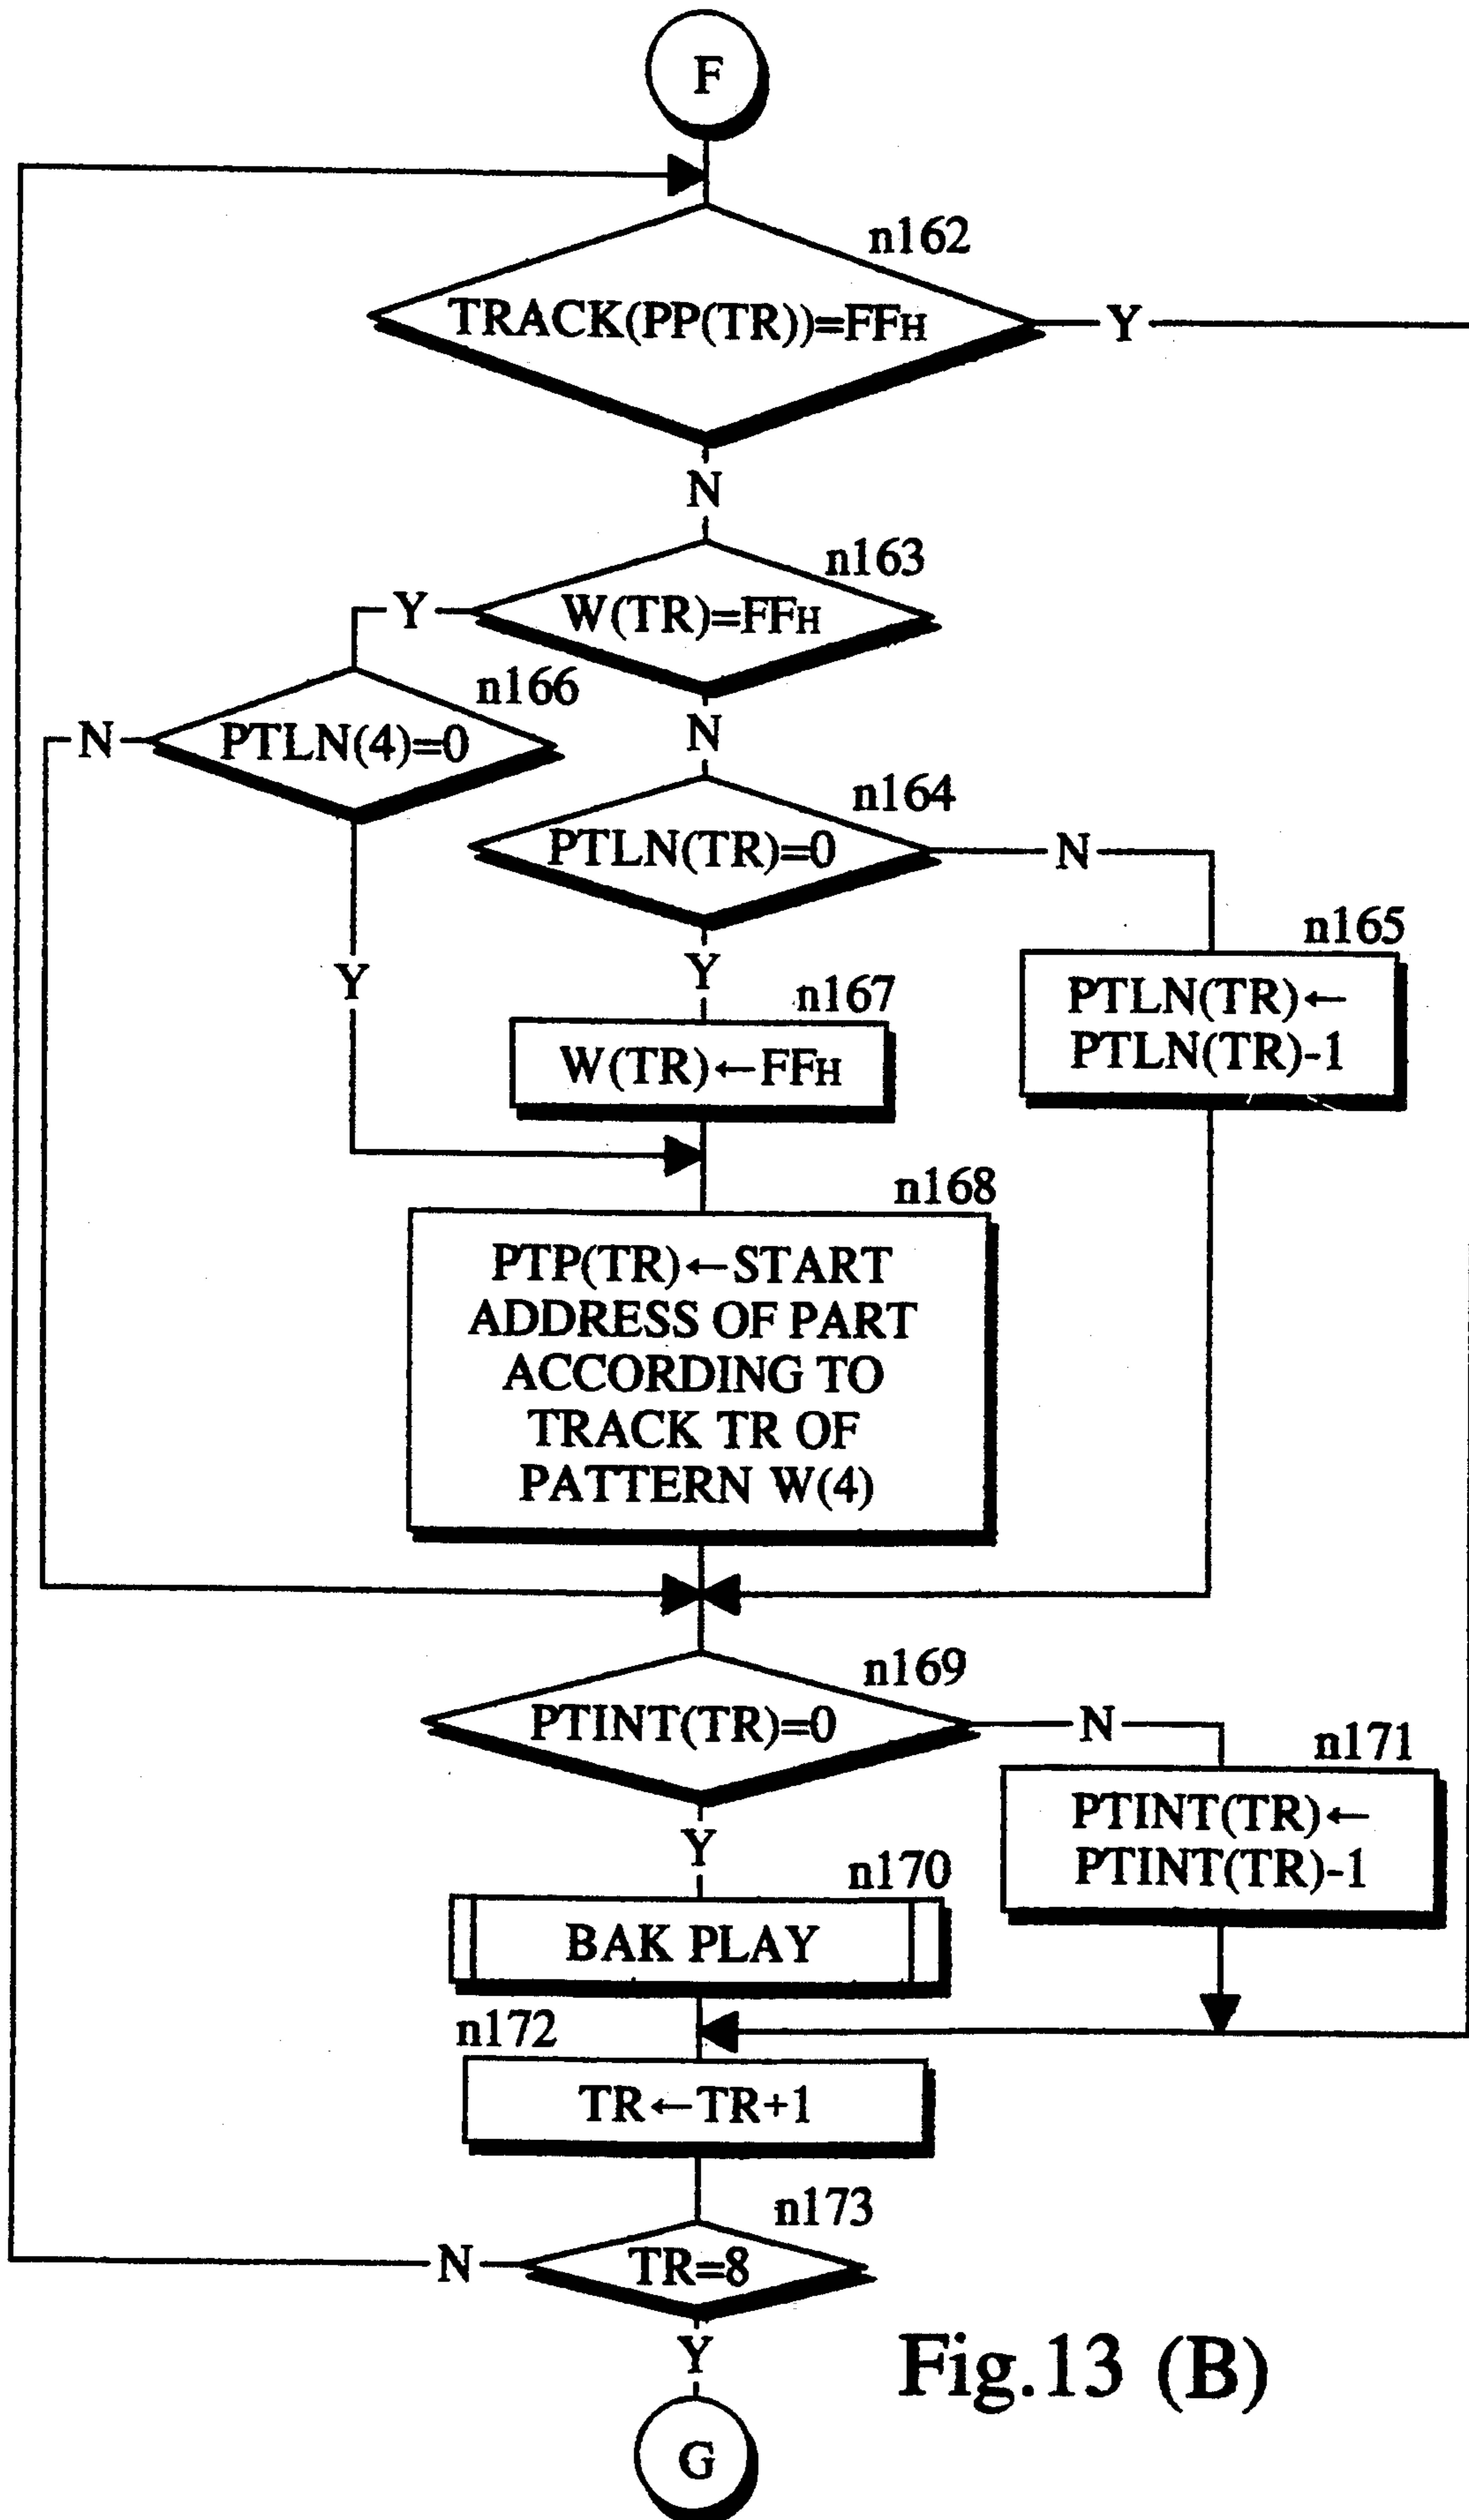 F
n162
TRACK(PP(TR))=FFH
Y
N
n163
Y
W(TR)=FFH
n166
N
PTLN(4)=0
N
n164
PTLN(TR)=0
N
n165
PTLN(TR)←
PTLN(TR)-1
Y
Y
n167
W(TR)←FFH
n168
PTP(TR)←START
ADDRESS OF PART
ACCORDING TO
TRACK TR OF
PATTERN W(4)
n169
PTINT(TR)=0
N
n171
PTINT(TR)←
PTINT(TR)-1
Y
n170
BAK PLAY
n172
TR←TR+1
n173
N
TR=8
Y
Fig.13 (B)
G